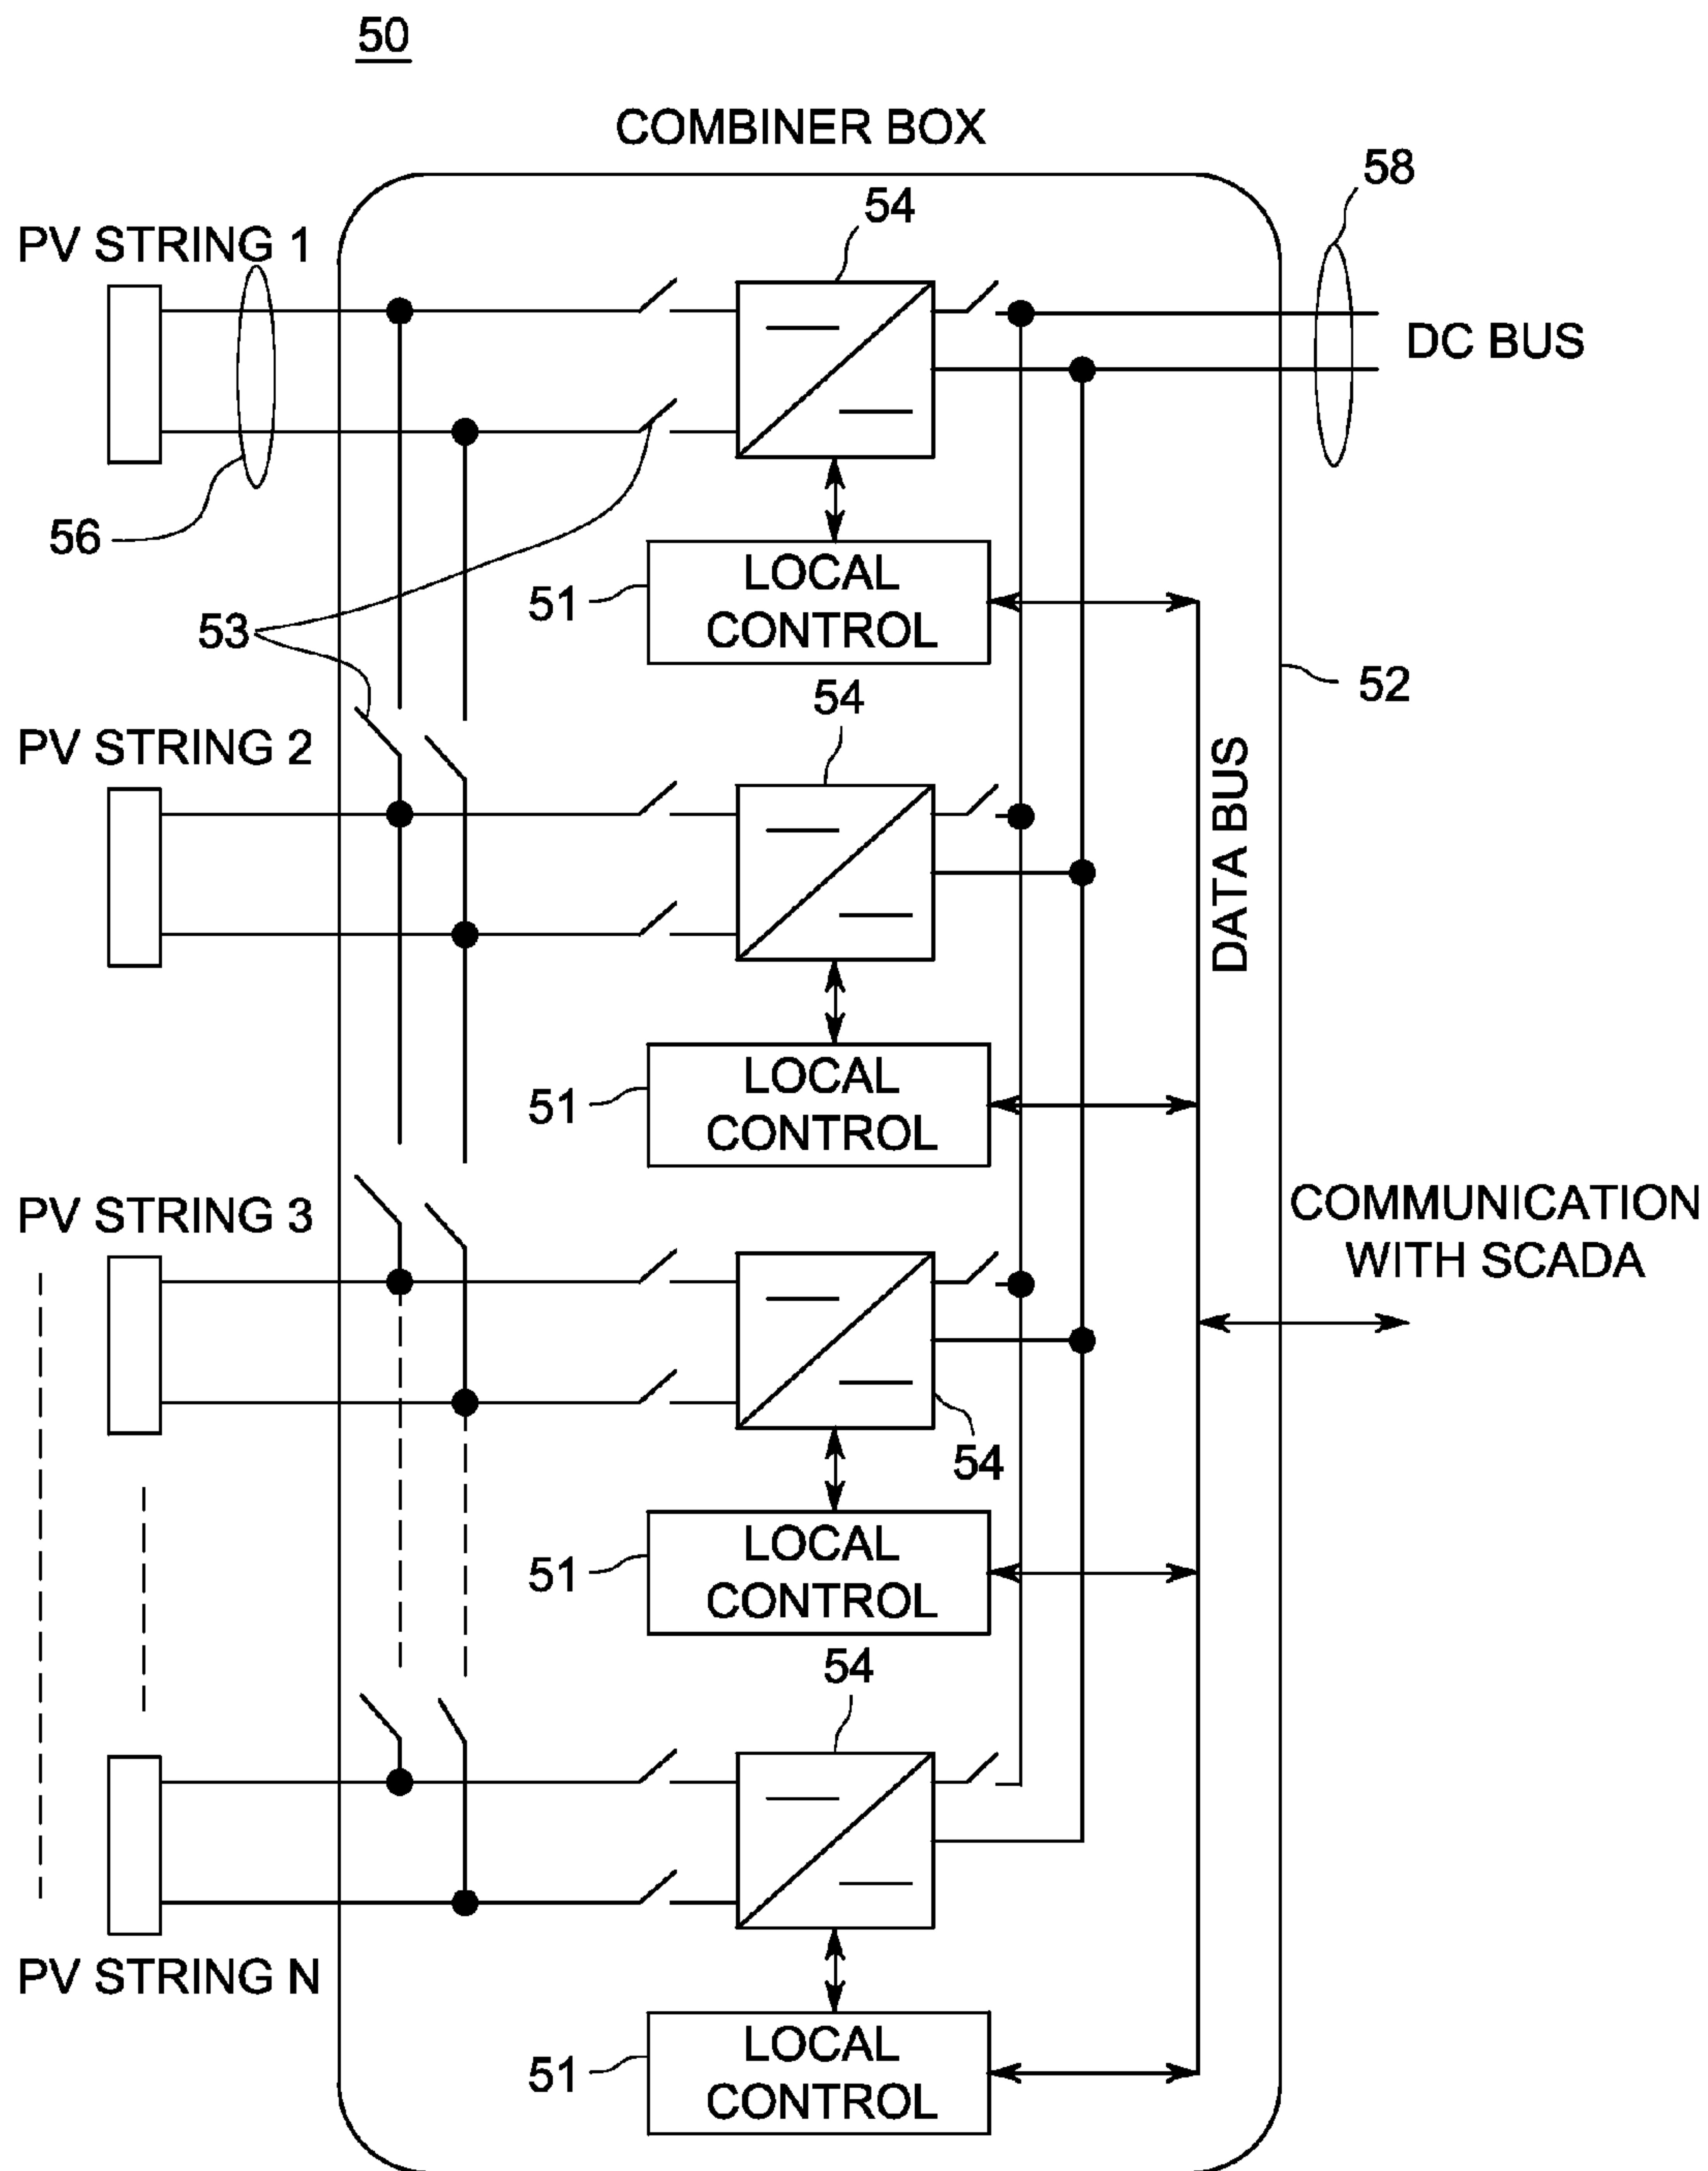 50
COMBINER BOX
58
54
PV STRING 1
DC BUS
56
LOCAL
CONTROL
51
53
52
54
PV STRING 2
DATA BUS
LOCAL
CONTROL
51
COMMUNICATION
WITH SCADA
PV STRING 3
54
LOCAL
CONTROL
51
54
PV STRING N
LOCAL
CONTROL
51